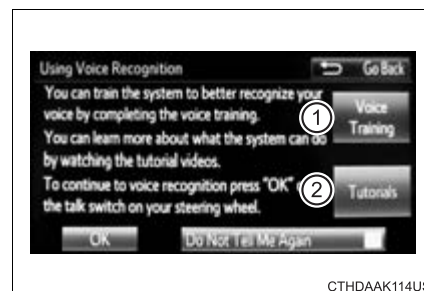 Using Voice Recognition
Go Back
You can train the system to better recognize your
voice by completing the voice training.
1
Voice
Training
You can learn more about what the system can do
by watching the tutorial videos.
To continue to voice recognition press "OK"
2
Tutorials
the talk switch on your steering wheel.
OK
Do Not Tell Me Again
CTHDAAK114US